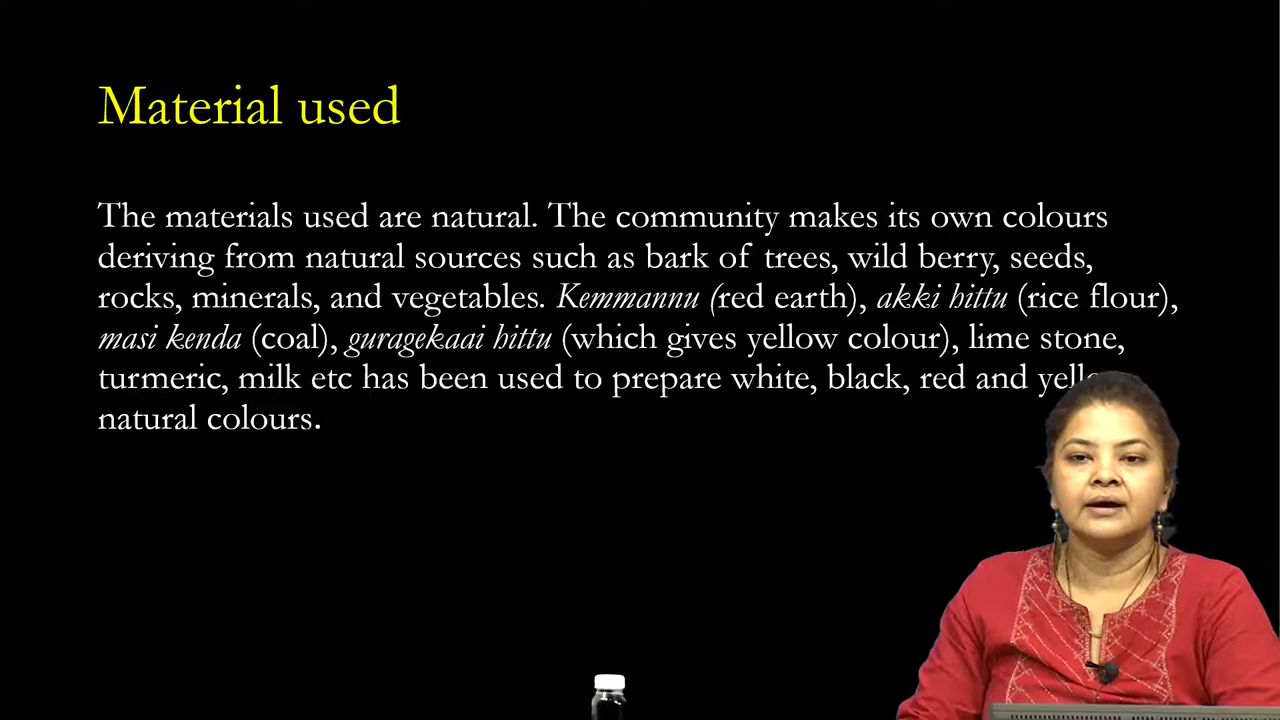 Material used
The materials used are natural. The community makes its own colours
deriving from natural sources such as bark of trees, wild berry, seeds,
rocks, minerals, and vegetables. Kemmannu (red earth), akki hittu (rice flour),
masi kenda (coal), guragekaai hittu (which gives yellow colour), lime stone,
turmeric, milk etc has been used to prepare white, black, red and
natural colours.